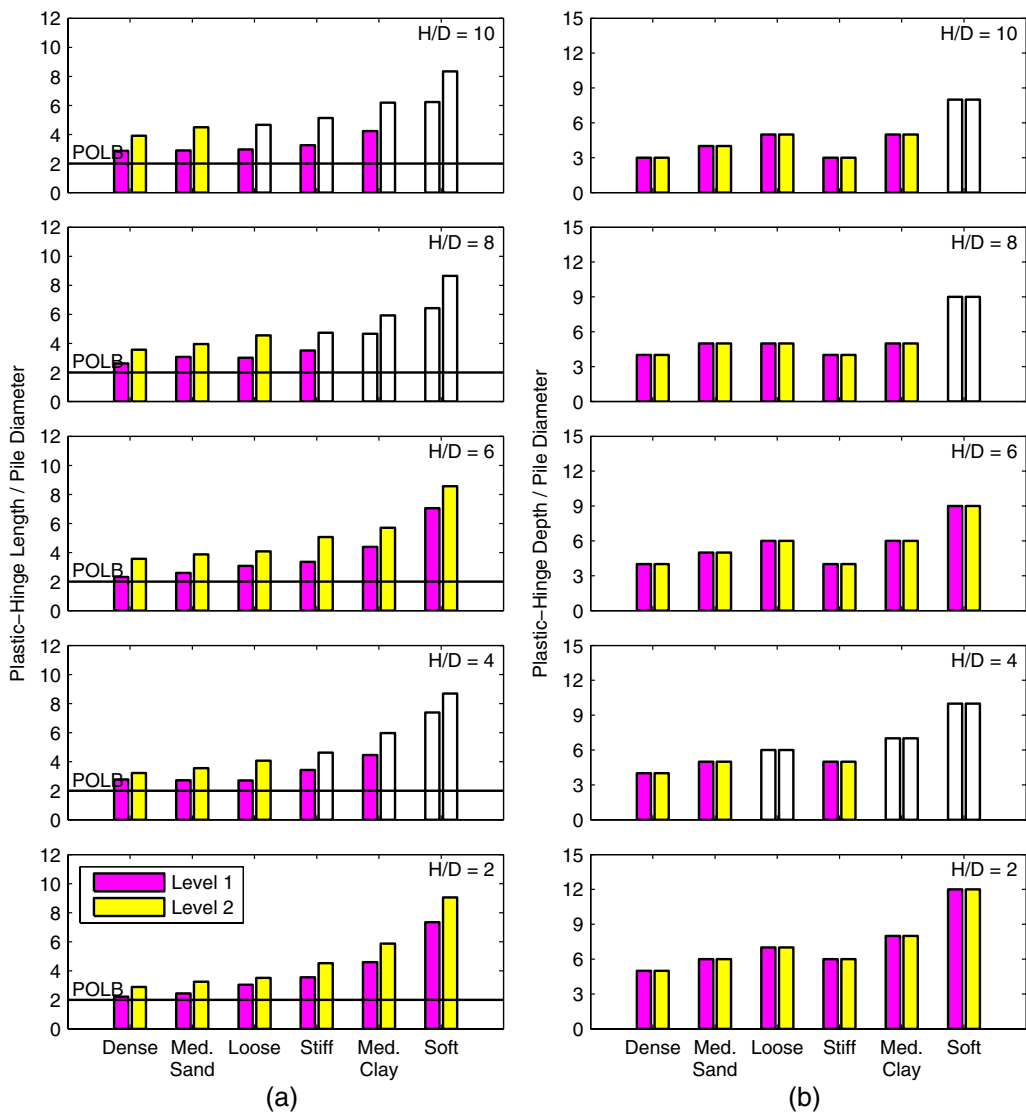 Plastic–Hinge Length / Pile Diameter
12
10
8
6
4
2
0
H/D = 10
POLB
12
10
8
6
4
2
0
H/D = 8
POLB
12
10
8
6
4
2
0
H/D = 6
POLB
12
10
8
6
4
2
0
H/D = 4
POLB
12
10
8
6
4
2
0
H/D = 2
Level 1
Level 2
POLB
Dense Med. Loose Stiff Med. Soft
Sand Clay
(a)
Plastic–Hinge Depth / Pile Diameter
15
12
9
6
3
0
H/D = 10
15
12
9
6
3
0
H/D = 8
15
12
9
6
3
0
H/D = 6
15
12
9
6
3
0
H/D = 4
15
12
9
6
3
0
H/D = 2
Dense Med. Loose Stiff Med. Soft
Sand Clay
(b)